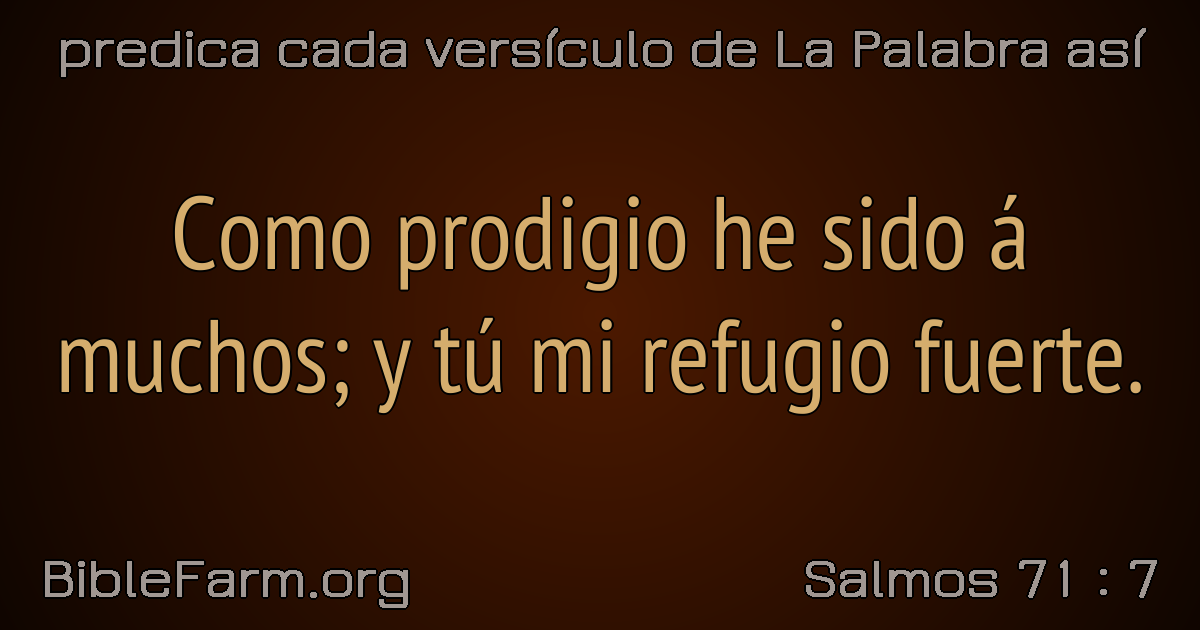 predica cada versículo de La Palabra así
Como prodigio he sido á
muchos; y tú mi refugio fuerte.
BibleFarm.org
Salmos 71 : 7